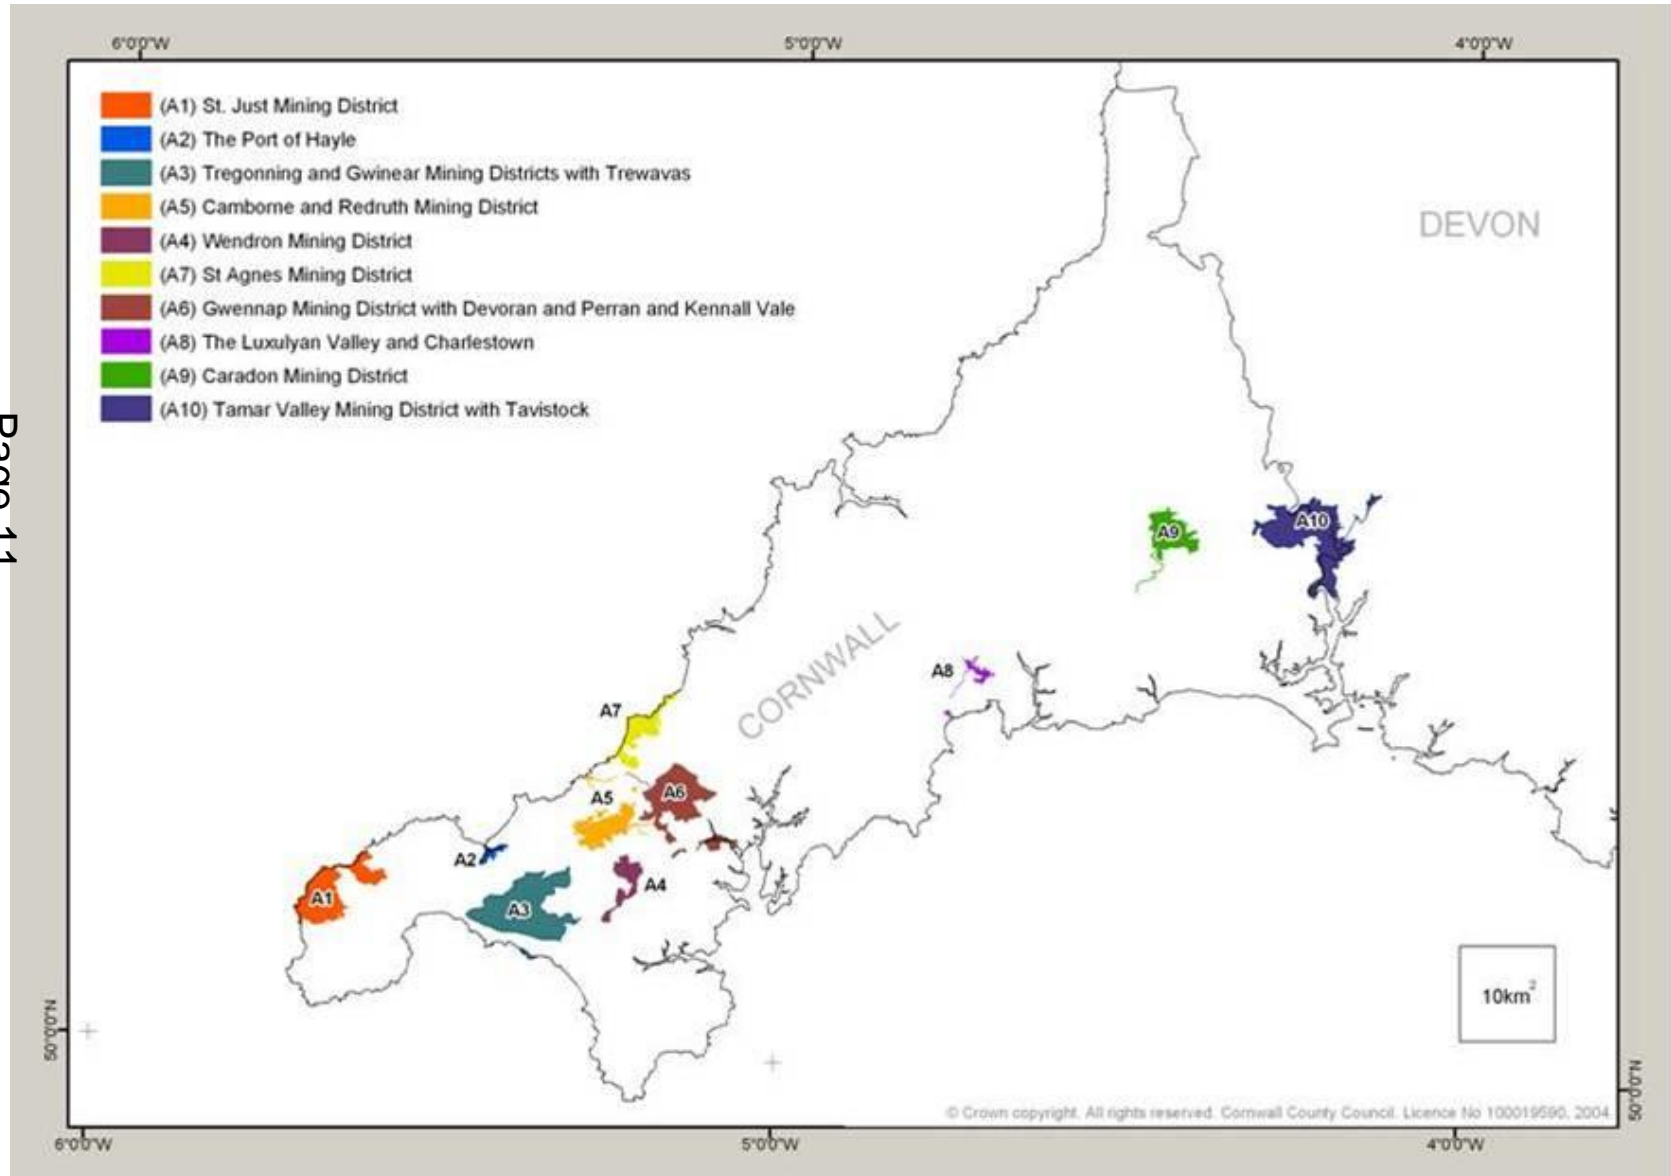 6°0'0"W
5°0'0"W
4°0'0"W
(A1) St. Just Mining District
(A2) The Port of Hayle
(A3) Tregonning and Gwinear Mining Districts with Trewavas
(A5) Camborne and Redruth Mining District
(A4) Wendron Mining District
(A7) St Agnes Mining District
(A6) Gwennap Mining District with Devoran and Perran and Kennall Vale
(A8) The Luxulyan Valley and Charlestown
(A9) Caradon Mining District
(A10) Tamar Valley Mining District with Tavistock
DEVON
Page 11
A10
A9
CORNWALL
A8
A7
A6
A5
A2
A4
A1
A3
10km²
50°0'0"N
50°0'0"N
© Crown copyright. All rights reserved. Cornwall County Council. Licence No 100019590, 2004
6°0'0"W
5°0'0"W
4°0'0"W